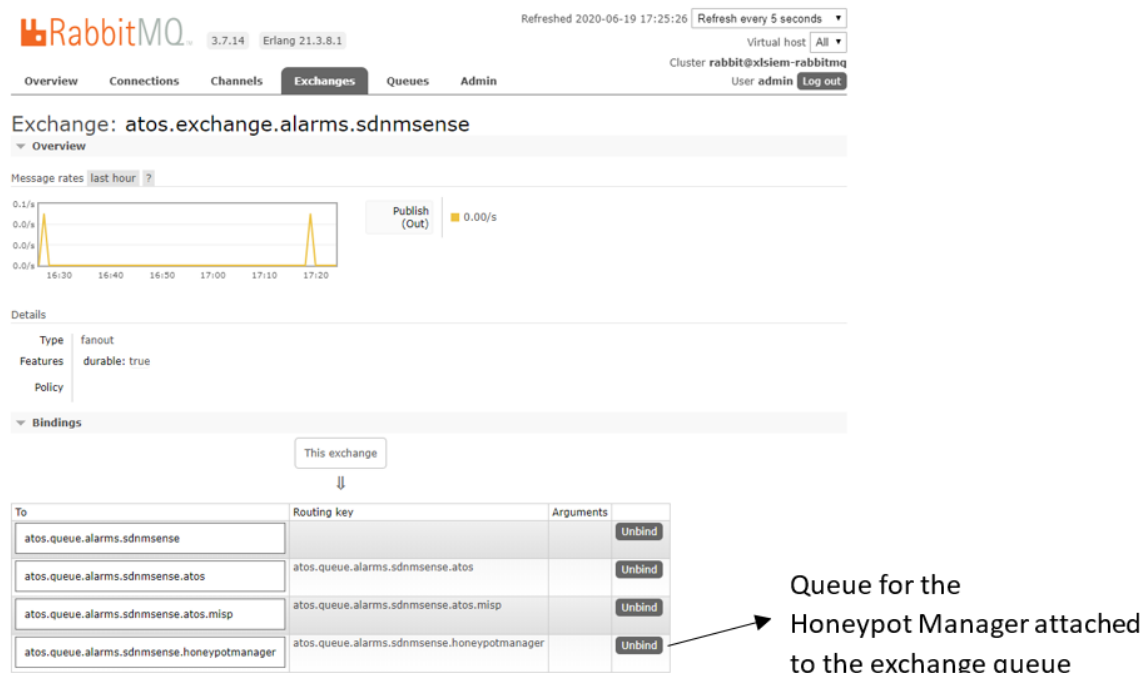 Refreshed 2020-06-19 17:25:26 Refresh every 5 seconds
RabbitMQ 3.7.14 Erlang 21.3.8.1
Virtual host All
Cluster rabbit@xlsiem-rabbitmq
Overview Connections Channels Exchanges Queues Admin
User admin Log out
Exchange: atos.exchange.alarms.sdnmsense
Overview
Message rates last hour ?
0.1/s
0.0/s
0.0/s
0.0/s
16:30 16:40 16:50 17:00 17:10 17:20
Publish
(Out)
0.00/s
Details
Type fanout
Features durable: true
Policy
Bindings
This exchange
⇓
To Routing key Arguments
atos.queue.alarms.sdnmsense Unbind
atos.queue.alarms.sdnmsense.atos atos.queue.alarms.sdnmsense.atos Unbind
atos.queue.alarms.sdnmsense.atos.misp atos.queue.alarms.sdnmsense.atos.misp Unbind
atos.queue.alarms.sdnmsense.honeypotmanager atos.queue.alarms.sdnmsense.honeypotmanager Unbind
Queue for the
Honeypot Manager attached
to the exchange queue